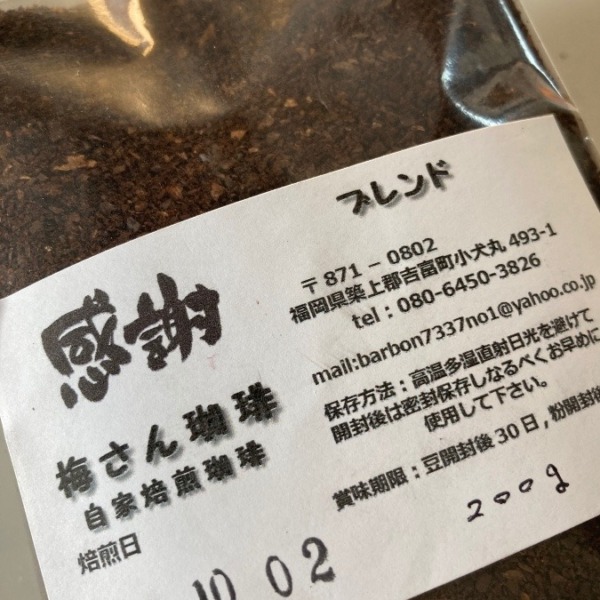 ブレンド
感謝
梅さん珈琲
自家焙煎珈琲
焙煎日
10 02
〒871－0802
福岡県築上郡吉富町小犬丸493-1
tel：080-6450-3826
mail:barbon7337no1@yahoo.co.jp
保存方法：高温多湿直射日光を避けて
開封後は密封保存しなるべくお早めに
使用して下さい。
賞味期限：豆開封後30日,粉開封後
200g